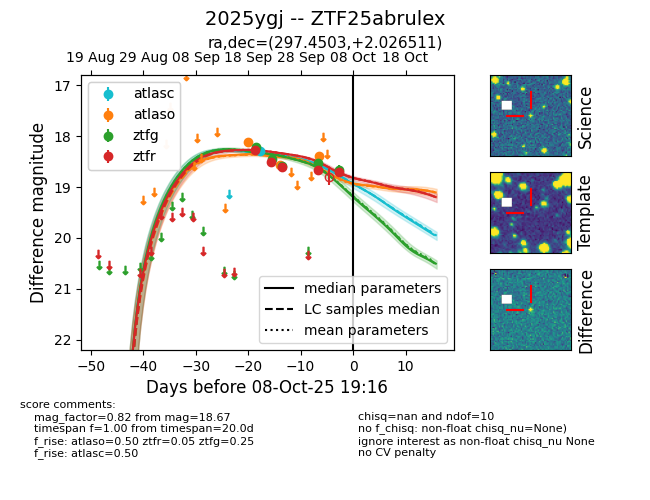 2025ygj -- ZTF25abrulex
ra,dec=(297.4503,+2.026511)
19 Aug 29 Aug 08 Sep 18 Sep 28 Sep 08 Oct 18 Oct
atlasc
atlaso
ztfg
ztfr
17
18
19
20
21
22
Difference magnitude
median parameters
LC samples median
mean parameters
−50 −40 −30 −20 −10 0 10
Days before 08-Oct-25 19:16
Science
Template
Difference
score comments:
mag_factor=0.82 from mag=18.67
timespan f=1.00 from timespan=20.0d
f_rise: atlaso=0.50 ztfr=0.05 ztfg=0.25
f_rise: atlasc=0.50
chisq=nan and ndof=10
no f_chisq: non-float chisq_nu=None)
ignore interest as non-float chisq_nu None
no CV penalty